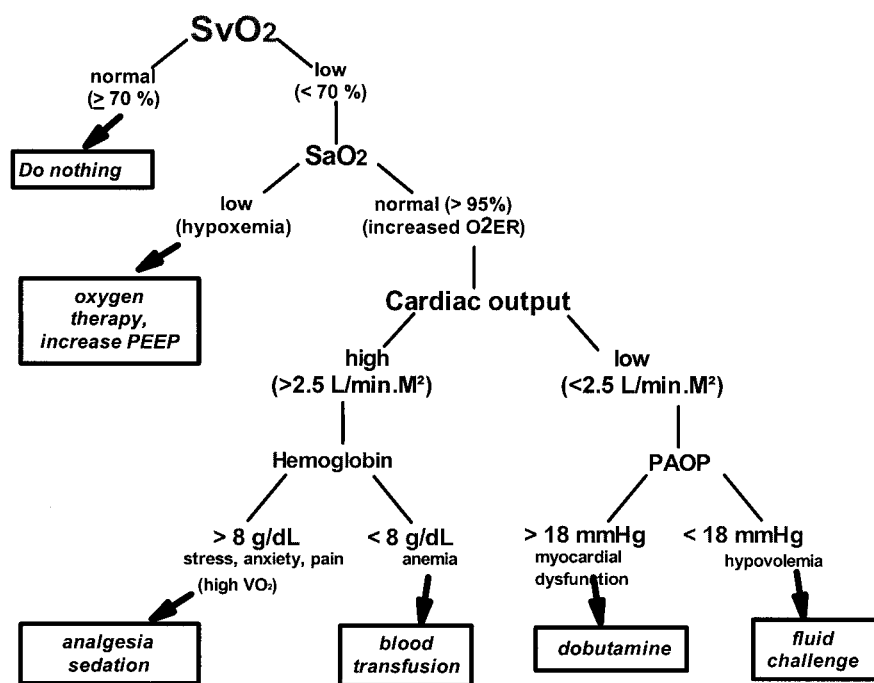 SvO₂
normal
(≥ 70 %)
low
(< 70 %)
Do nothing
SaO₂
low
(hypoxemia)
normal (> 95%)
(increased O2ER)
oxygen
therapy,
increase PEEP
Cardiac output
high
(>2.5 L/min.M²)
low
(<2.5 L/min.M²)
Hemoglobin
PAOP
> 8 g/dL
stress, anxiety, pain
(high VO₂)
< 8 g/dL
anemia
> 18 mmHg
myocardial
dysfunction
< 18 mmHg
hypovolemia
analgesia
sedation
blood
transfusion
dobutamine
fluid
challenge